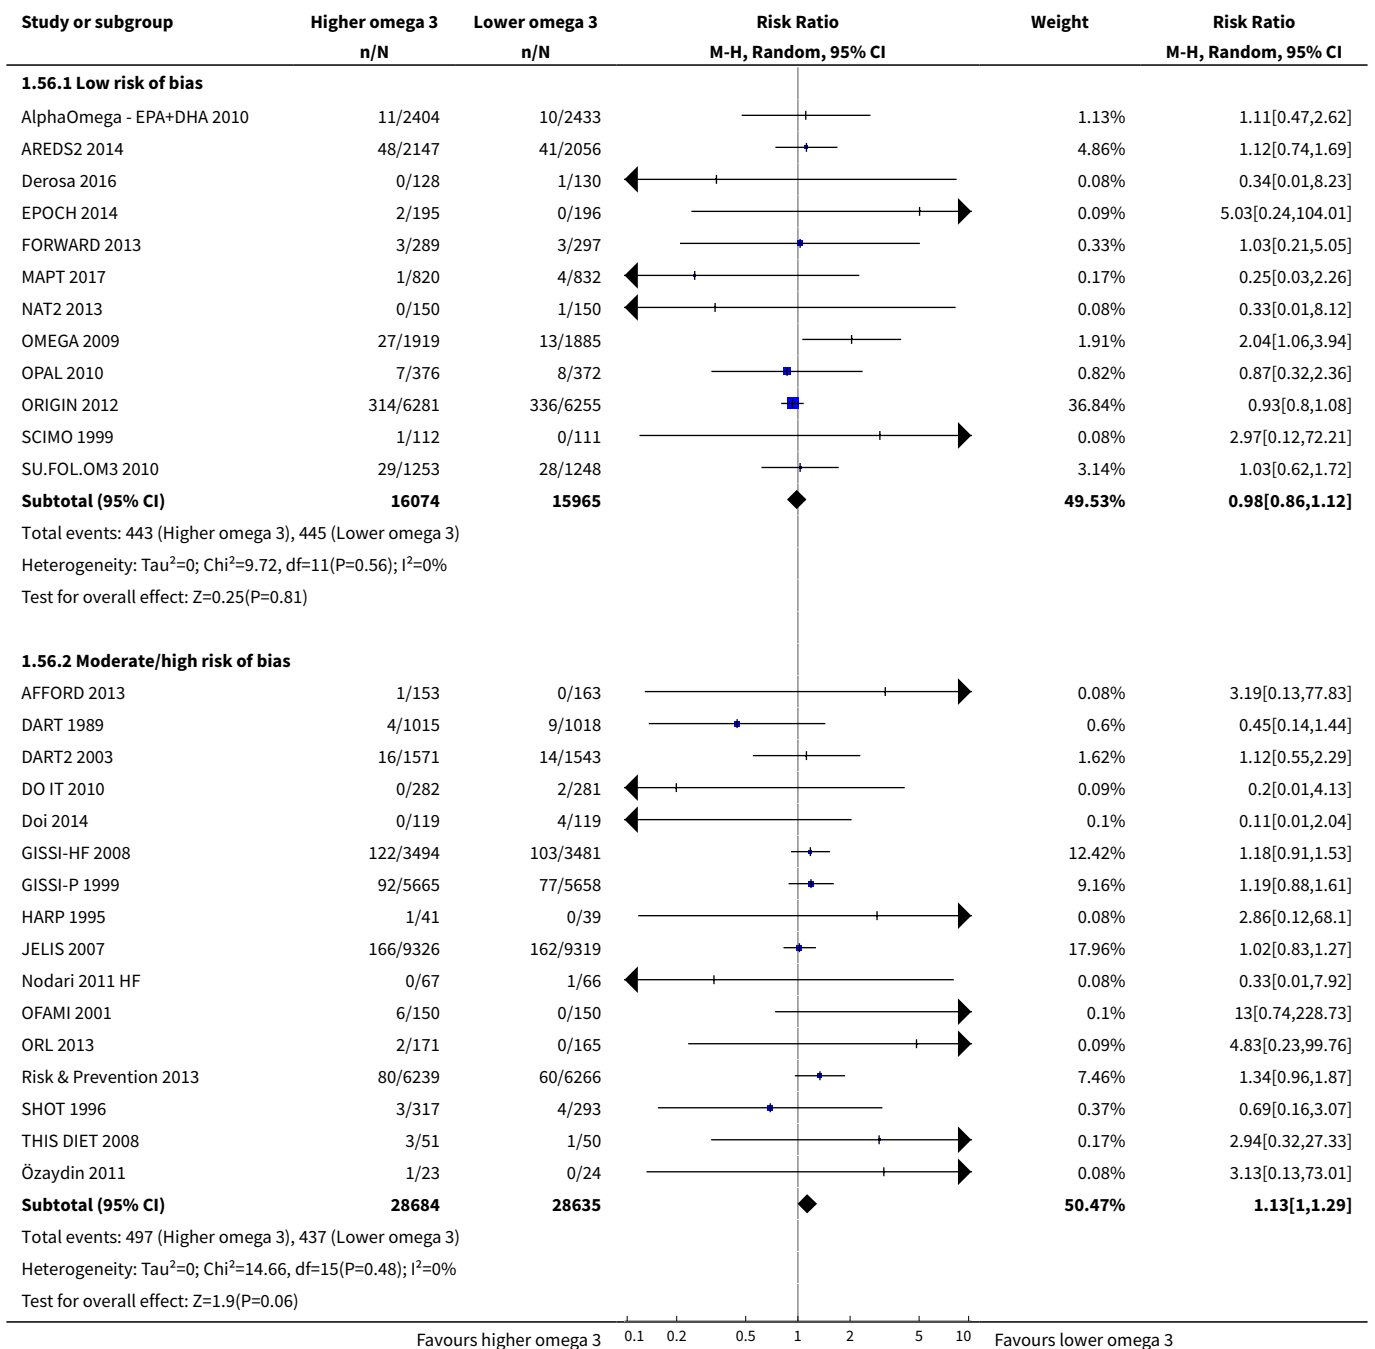 Study or subgroup Higher omega 3 Lower omega 3 Risk Ratio Weight Risk Ratio
n/N n/N M-H, Random, 95% CI M-H, Random, 95% CI
1.56.1 Low risk of bias
AlphaOmega - EPA+DHA 2010 11/2404 10/2433 1.13% 1.11[0.47,2.62]
AREDS2 2014 48/2147 41/2056 4.86% 1.12[0.74,1.69]
Derosa 2016 0/128 1/130 0.08% 0.34[0.01,8.23]
EPOCH 2014 2/195 0/196 0.09% 5.03[0.24,104.01]
FORWARD 2013 3/289 3/297 0.33% 1.03[0.21,5.05]
MAPT 2017 1/820 4/832 0.17% 0.25[0.03,2.26]
NAT2 2013 0/150 1/150 0.08% 0.33[0.01,8.12]
OMEGA 2009 27/1919 13/1885 1.91% 2.04[1.06,3.94]
OPAL 2010 7/376 8/372 0.82% 0.87[0.32,2.36]
ORIGIN 2012 314/6281 336/6255 36.84% 0.93[0.8,1.08]
SCIMO 1999 1/112 0/111 0.08% 2.97[0.12,72.21]
SU.FOL.OM3 2010 29/1253 28/1248 3.14% 1.03[0.62,1.72]
Subtotal (95% CI) 16074 15965 49.53% 0.98[0.86,1.12]
Total events: 443 (Higher omega 3), 445 (Lower omega 3)
Heterogeneity: Tau²=0; Chi²=9.72, df=11(P=0.56); I²=0%
Test for overall effect: Z=0.25(P=0.81)
1.56.2 Moderate/high risk of bias
AFFORD 2013 1/153 0/163 0.08% 3.19[0.13,77.83]
DART 1989 4/1015 9/1018 0.6% 0.45[0.14,1.44]
DART2 2003 16/1571 14/1543 1.62% 1.12[0.55,2.29]
DO IT 2010 0/282 2/281 0.09% 0.2[0.01,4.13]
Doi 2014 0/119 4/119 0.1% 0.11[0.01,2.04]
GISSI-HF 2008 122/3494 103/3481 12.42% 1.18[0.91,1.53]
GISSI-P 1999 92/5665 77/5658 9.16% 1.19[0.88,1.61]
HARP 1995 1/41 0/39 0.08% 2.86[0.12,68.1]
JELIS 2007 166/9326 162/9319 17.96% 1.02[0.83,1.27]
Nodari 2011 HF 0/67 1/66 0.08% 0.33[0.01,7.92]
OFAMI 2001 6/150 0/150 0.1% 13[0.74,228.73]
ORL 2013 2/171 0/165 0.09% 4.83[0.23,99.76]
Risk & Prevention 2013 80/6239 60/6266 7.46% 1.34[0.96,1.87]
SHOT 1996 3/317 4/293 0.37% 0.69[0.16,3.07]
THIS DIET 2008 3/51 1/50 0.17% 2.94[0.32,27.33]
Özaydin 2011 1/23 0/24 0.08% 3.13[0.13,73.01]
Subtotal (95% CI) 28684 28635 50.47% 1.13[1,1.29]
Total events: 497 (Higher omega 3), 437 (Lower omega 3)
Heterogeneity: Tau²=0; Chi²=14.66, df=15(P=0.48); I²=0%
Test for overall effect: Z=1.9(P=0.06)
Favours higher omega 3 0.1 0.2 0.5 1 2 5 10 Favours lower omega 3